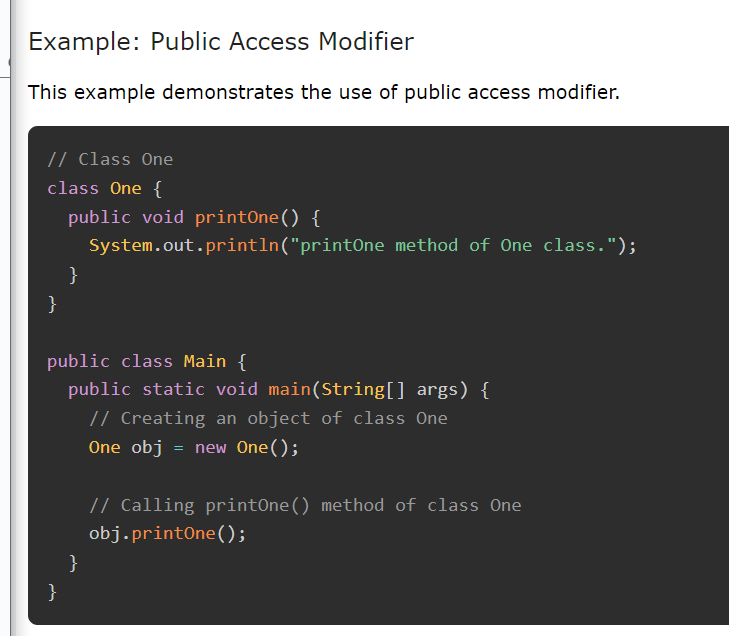 Example: Public Access Modifier
This example demonstrates the use of public access modifier.
// Class One
class One {
  public void printOne() {
    System.out.println("printOne method of One class.");
  }
}

public class Main {
  public static void main(String[] args) {
    // Creating an object of class One
    One obj = new One();

    // Calling printOne() method of class One
    obj.printOne();
  }
}